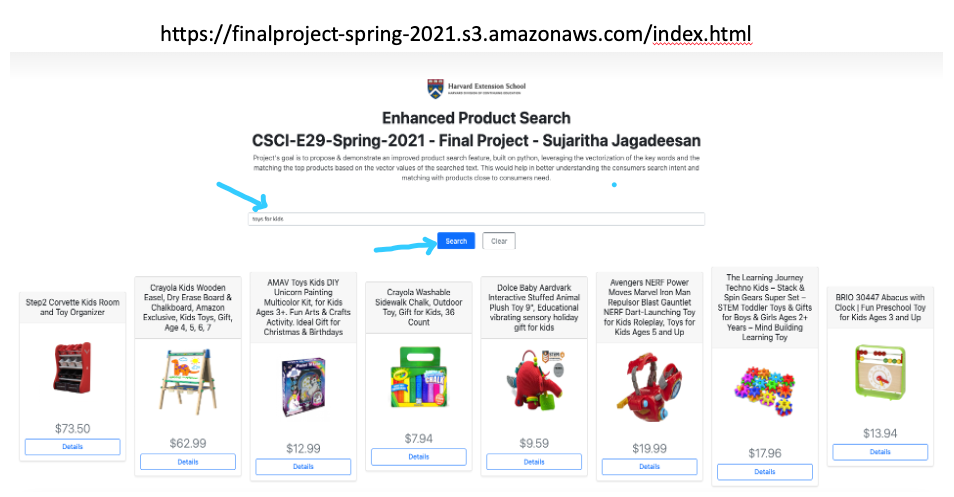 https://finalproject-spring-2021.s3.amazonaws.com/index.html
Harvard Extension School
HARVARD DIVISION OF CONTINUING EDUCATION
Enhanced Product Search
CSCI-E29-Spring-2021 - Final Project - Sujaritha Jagadeesan
Project's goal is to propose & demonstrate an improved product search feature, built on python, leveraging the vectorization of the key words and the
matching the top products based on the vector values of the searched text. This would help in better understanding the consumers search intent and
matching with products close to consumers need.
toys for kids
Search
Clear
Step2 Corvette Kids Room
and Toy Organizer
$73.50
Details
Crayola Kids Wooden
Easel, Dry Erase Board &
Chalkboard, Amazon
Exclusive, Kids Toys, Gift,
Age 4, 5, 6, 7
$62.99
Details
AMAV Toys Kids DIY
Unicorn Painting
Multicolor Kit, for Kids
Ages 3+. Fun Arts & Crafts
Activity. Ideal Gift for
Christmas & Birthdays
$12.99
Details
Crayola Washable
Sidewalk Chalk, Outdoor
Toy, Gift for Kids, 36
Count
Crayola
CHALK
$7.94
Details
Dolce Baby Aardvark
Interactive Stuffed Animal
Plush Toy 9", Educational
vibrating sensory holiday
gift for kids
STEM
$9.59
Details
Avengers NERF Power
Moves Marvel Iron Man
Repulsor Blast Gauntlet
NERF Dart-Launching Toy
for Kids Roleplay, Toys for
Kids Ages 5 and Up
$19.99
Details
The Learning Journey
Techno Kids – Stack &
Spin Gears Super Set –
STEM Toddler Toys & Gifts
for Boys & Girls Ages 2+
Years – Mind Building
Learning Toy
$17.96
Details
BRIO 30447 Abacus with
Clock | Fun Preschool Toy
for Kids Ages 3 and Up
$13.94
Details